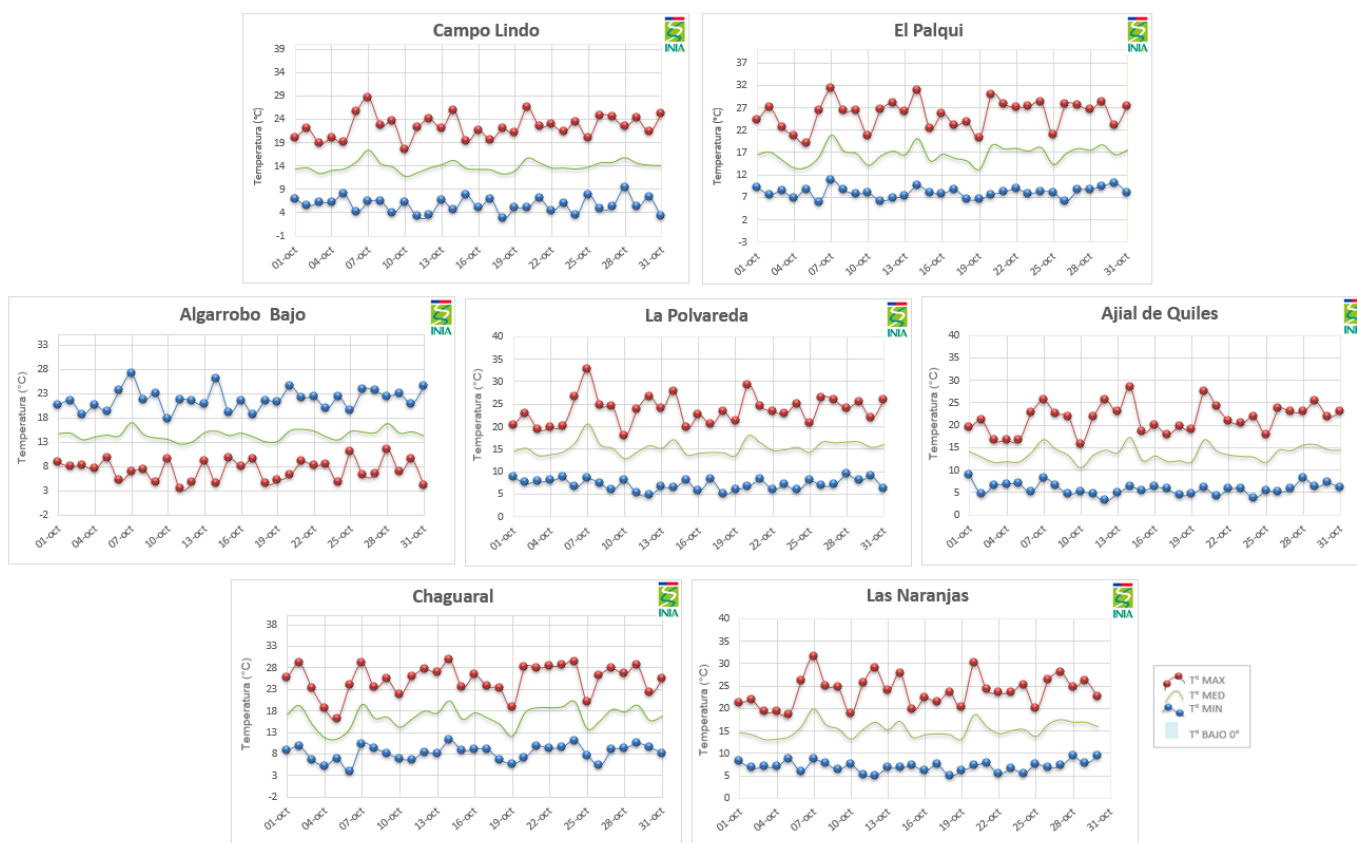 Campo Lindo
INIA
Temperatura (°C)
39
34
29
24
19
14
9
4
-1
01-oct
04-oct
07-oct
10-oct
13-oct
16-oct
19-oct
22-oct
25-oct
28-oct
31-oct
El Palqui
INIA
Temperatura (°C)
37
32
27
22
17
12
7
2
-3
01-oct
04-oct
07-oct
10-oct
13-oct
16-oct
19-oct
22-oct
25-oct
28-oct
31-oct
Algarrobo Bajo
INIA
Temperatura (°C)
33
28
23
18
13
8
3
-2
01-oct
04-oct
07-oct
10-oct
13-oct
16-oct
19-oct
22-oct
25-oct
28-oct
31-oct
La Polvareda
INIA
Temperatura (°C)
40
35
30
25
20
15
10
5
0
01-oct
04-oct
07-oct
10-oct
13-oct
16-oct
19-oct
22-oct
25-oct
28-oct
31-oct
Ajial de Quiles
INIA
Temperatura (°C)
40
35
30
25
20
15
10
5
0
01-oct
04-oct
07-oct
10-oct
13-oct
16-oct
19-oct
22-oct
25-oct
28-oct
31-oct
Chaguaral
INIA
Temperatura (°C)
38
33
28
23
18
13
8
3
-2
01-oct
04-oct
07-oct
10-oct
13-oct
16-oct
19-oct
22-oct
25-oct
28-oct
31-oct
Las Naranjas
INIA
Temperatura (°C)
40
35
30
25
20
15
10
5
0
01-oct
04-oct
07-oct
10-oct
13-oct
16-oct
19-oct
22-oct
25-oct
28-oct
31-oct
T° MAX
T° MED
T° MIN
T° BAJO 0°